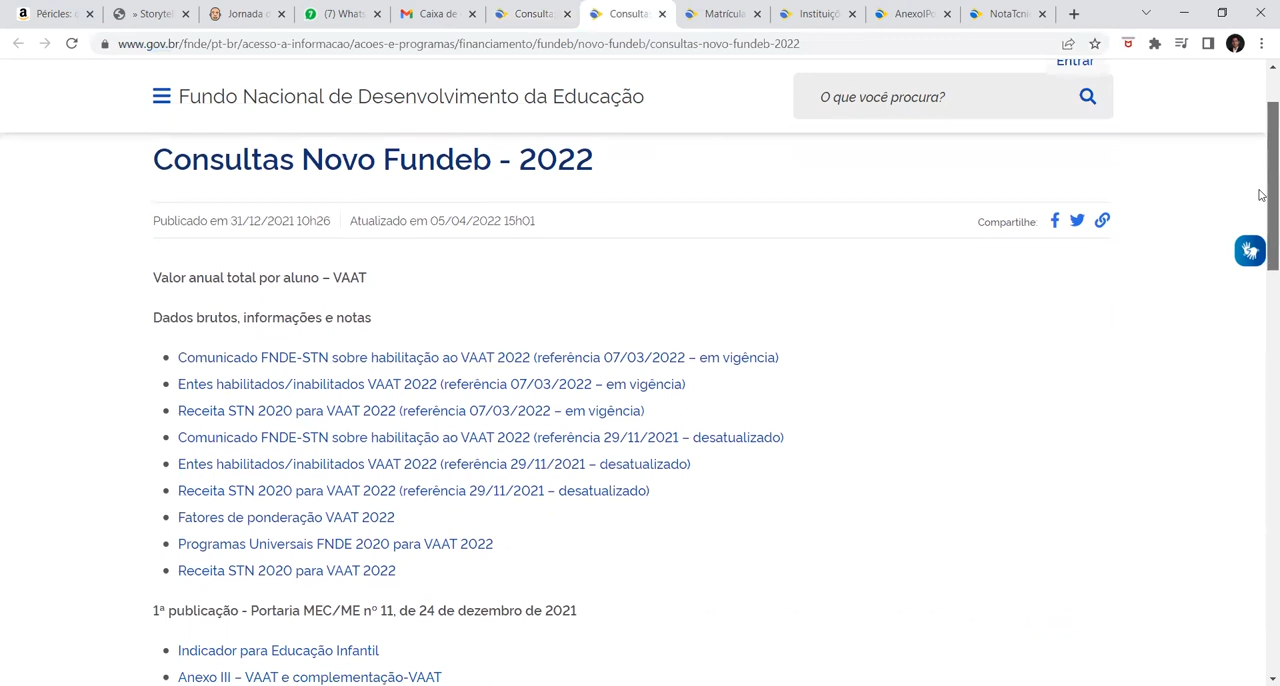 Péricles: q
» Storytel
Jornada d
(7) Whats
Caixa de
Consulta
Consultas
Matrícula
Instituiçõ
AnexoIPo
NotaTcni
www.gov.br/fnde/pt-br/acesso-a-informacao/acoes-e-programas/financiamento/fundeb/novo-fundeb/consultas-novo-fundeb-2022
Entrar
Fundo Nacional de Desenvolvimento da Educação
O que você procura?
Consultas Novo Fundeb - 2022
Publicado em 31/12/2021 10h26 Atualizado em 05/04/2022 15h01
Compartilhe:
Valor anual total por aluno – VAAT
Dados brutos, informações e notas
Comunicado FNDE-STN sobre habilitação ao VAAT 2022 (referência 07/03/2022 – em vigência)
Entes habilitados/inabilitados VAAT 2022 (referência 07/03/2022 – em vigência)
Receita STN 2020 para VAAT 2022 (referência 07/03/2022 – em vigência)
Comunicado FNDE-STN sobre habilitação ao VAAT 2022 (referência 29/11/2021 – desatualizado)
Entes habilitados/inabilitados VAAT 2022 (referência 29/11/2021 – desatualizado)
Receita STN 2020 para VAAT 2022 (referência 29/11/2021 – desatualizado)
Fatores de ponderação VAAT 2022
Programas Universais FNDE 2020 para VAAT 2022
Receita STN 2020 para VAAT 2022
1ª publicação - Portaria MEC/ME nº 11, de 24 de dezembro de 2021
Indicador para Educação Infantil
Anexo III – VAAT e complementação-VAAT